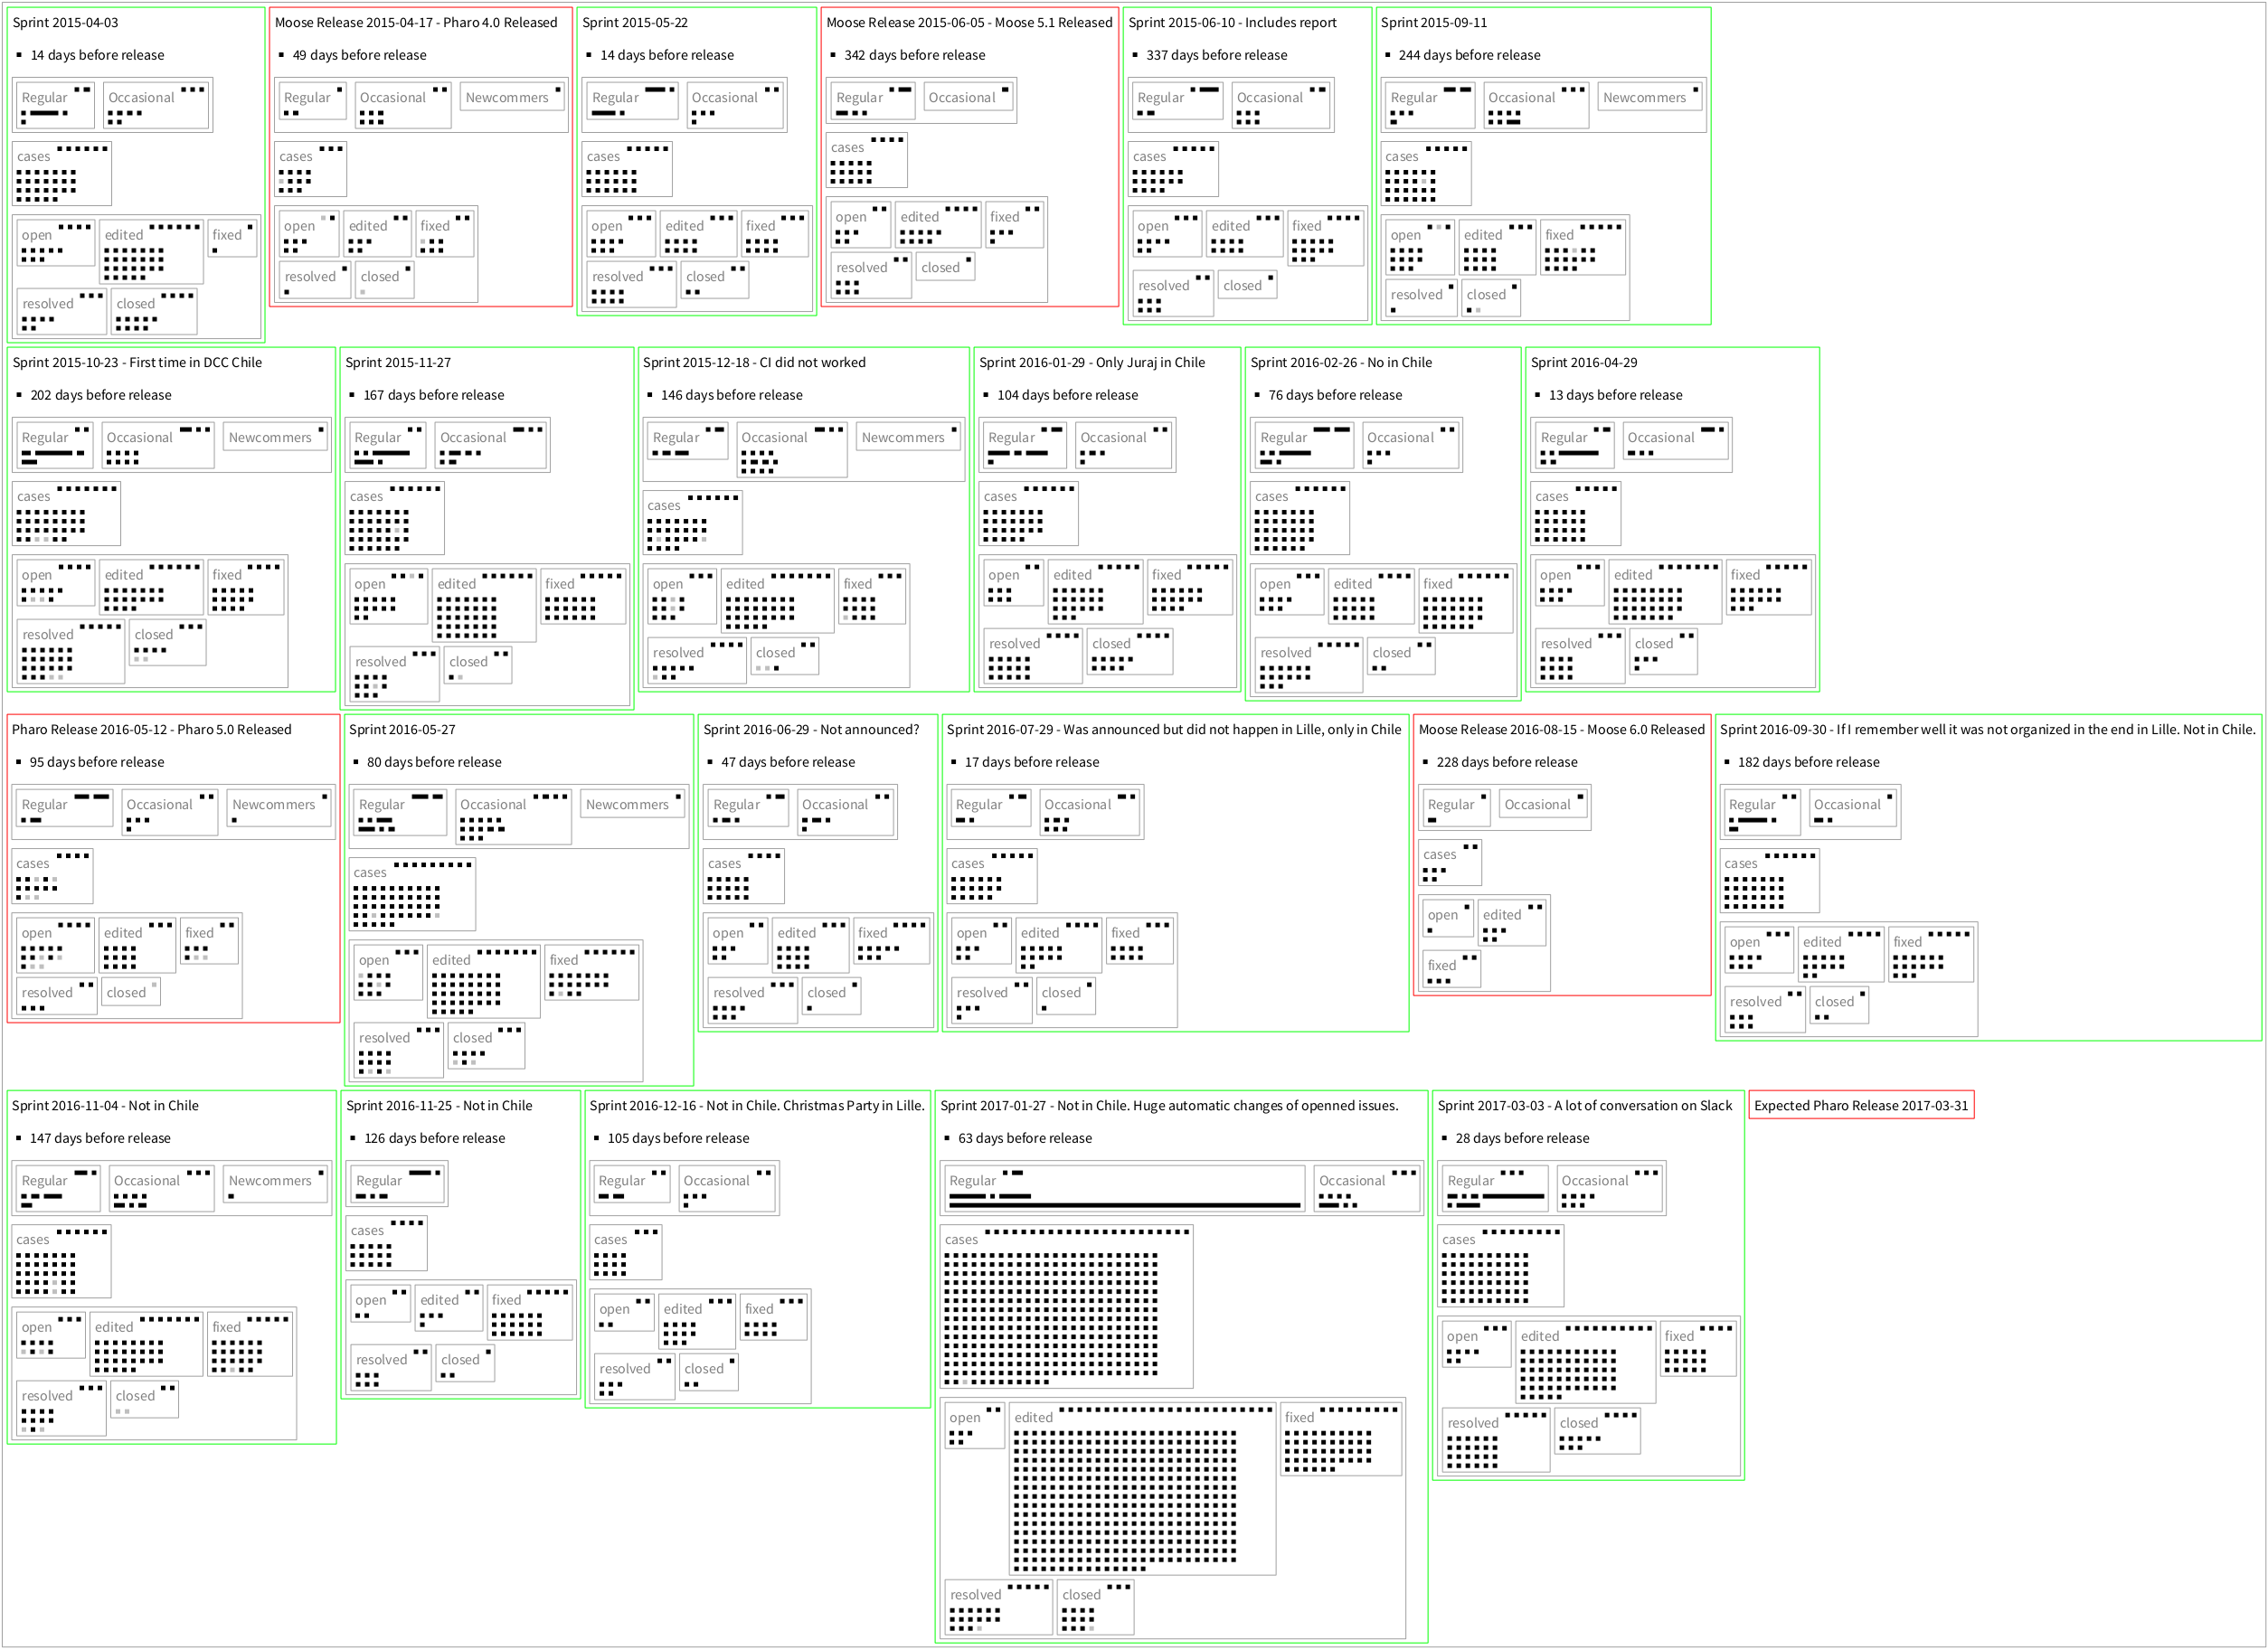 Sprint 2015-04-03
14 days before release
Regular
Occasional
cases
open
edited
fixed
resolved
closed
Moose Release 2015-04-17 - Pharo 4.0 Released
49 days before release
Regular
Occasional
Newcommers
cases
open
edited
fixed
resolved
closed
Sprint 2015-05-22
14 days before release
Regular
Occasional
cases
open
edited
fixed
resolved
closed
Moose Release 2015-06-05 - Moose 5.1 Released
342 days before release
Regular
Occasional
cases
open
edited
fixed
resolved
closed
Sprint 2015-06-10 - Includes report
337 days before release
Regular
Occasional
cases
open
edited
fixed
resolved
closed
Sprint 2015-09-11
244 days before release
Regular
Occasional
Newcommers
cases
open
edited
fixed
resolved
closed
Sprint 2015-10-23 - First time in DCC Chile
202 days before release
Regular
Occasional
Newcommers
cases
open
edited
fixed
resolved
closed
Sprint 2015-11-27
167 days before release
Regular
Occasional
cases
open
edited
fixed
resolved
closed
Sprint 2015-12-18 - CI did not worked
146 days before release
Regular
Occasional
Newcommers
cases
open
edited
fixed
resolved
closed
Sprint 2016-01-29 - Only Juraj in Chile
104 days before release
Regular
Occasional
cases
open
edited
fixed
resolved
closed
Sprint 2016-02-26 - No in Chile
76 days before release
Regular
Occasional
cases
open
edited
fixed
resolved
closed
Sprint 2016-04-29
13 days before release
Regular
Occasional
cases
open
edited
fixed
resolved
closed
Pharo Release 2016-05-12 - Pharo 5.0 Released
95 days before release
Regular
Occasional
Newcommers
cases
open
edited
fixed
resolved
closed
Sprint 2016-05-27
80 days before release
Regular
Occasional
Newcommers
cases
open
edited
fixed
resolved
closed
Sprint 2016-06-29 - Not announced?
47 days before release
Regular
Occasional
cases
open
edited
fixed
resolved
closed
Sprint 2016-07-29 - Was announced but did not happen in Lille, only in Chile
17 days before release
Regular
Occasional
cases
open
edited
fixed
resolved
closed
Moose Release 2016-08-15 - Moose 6.0 Released
228 days before release
Regular
Occasional
cases
open
edited
fixed
Sprint 2016-09-30 - If I remember well it was not organized in the end in Lille. Not in Chile.
182 days before release
Regular
Occasional
cases
open
edited
fixed
resolved
closed
Sprint 2016-11-04 - Not in Chile
147 days before release
Regular
Occasional
Newcommers
cases
open
edited
fixed
resolved
closed
Sprint 2016-11-25 - Not in Chile
126 days before release
Regular
cases
open
edited
fixed
resolved
closed
Sprint 2016-12-16 - Not in Chile. Christmas Party in Lille.
105 days before release
Regular
Occasional
cases
open
edited
fixed
resolved
closed
Sprint 2017-01-27 - Not in Chile. Huge automatic changes of openned issues.
63 days before release
Regular
Occasional
cases
open
edited
fixed
resolved
closed
Sprint 2017-03-03 - A lot of conversation on Slack
28 days before release
Regular
Occasional
cases
open
edited
fixed
resolved
closed
Expected Pharo Release 2017-03-31